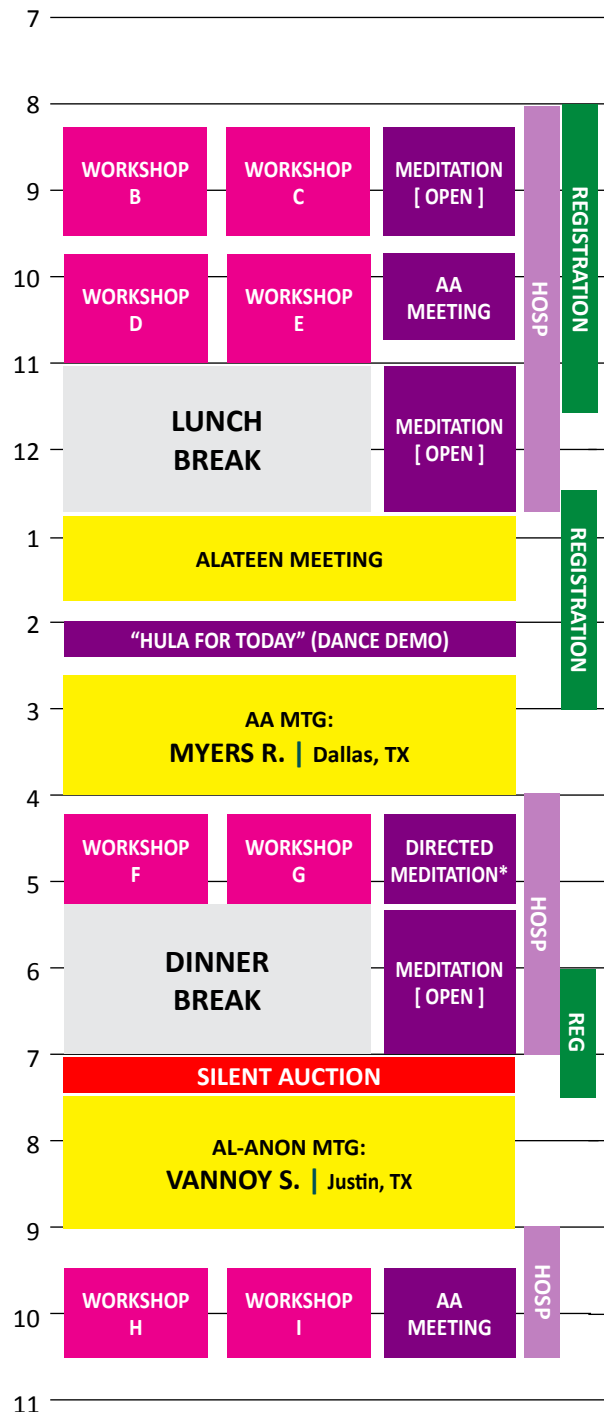 7
8
WORKSHOP
B
WORKSHOP
C
MEDITATION
[ OPEN ]
HOSP
REGISTRATION
9
10
WORKSHOP
D
WORKSHOP
E
AA
MEETING
11
LUNCH
BREAK
MEDITATION
[ OPEN ]
12
1
ALATEEN MEETING
REGISTRATION
2
“HULA FOR TODAY” (DANCE DEMO)
3
AA MTG:
MYERS R. | Dallas, TX
4
WORKSHOP
F
WORKSHOP
G
DIRECTED
MEDITATION*
HOSP
5
DINNER
BREAK
MEDITATION
[ OPEN ]
6
REG
7
SILENT AUCTION
8
AL-ANON MTG:
VANNOY S. | Justin, TX
9
WORKSHOP
H
WORKSHOP
I
AA
MEETING
HOSP
10
11